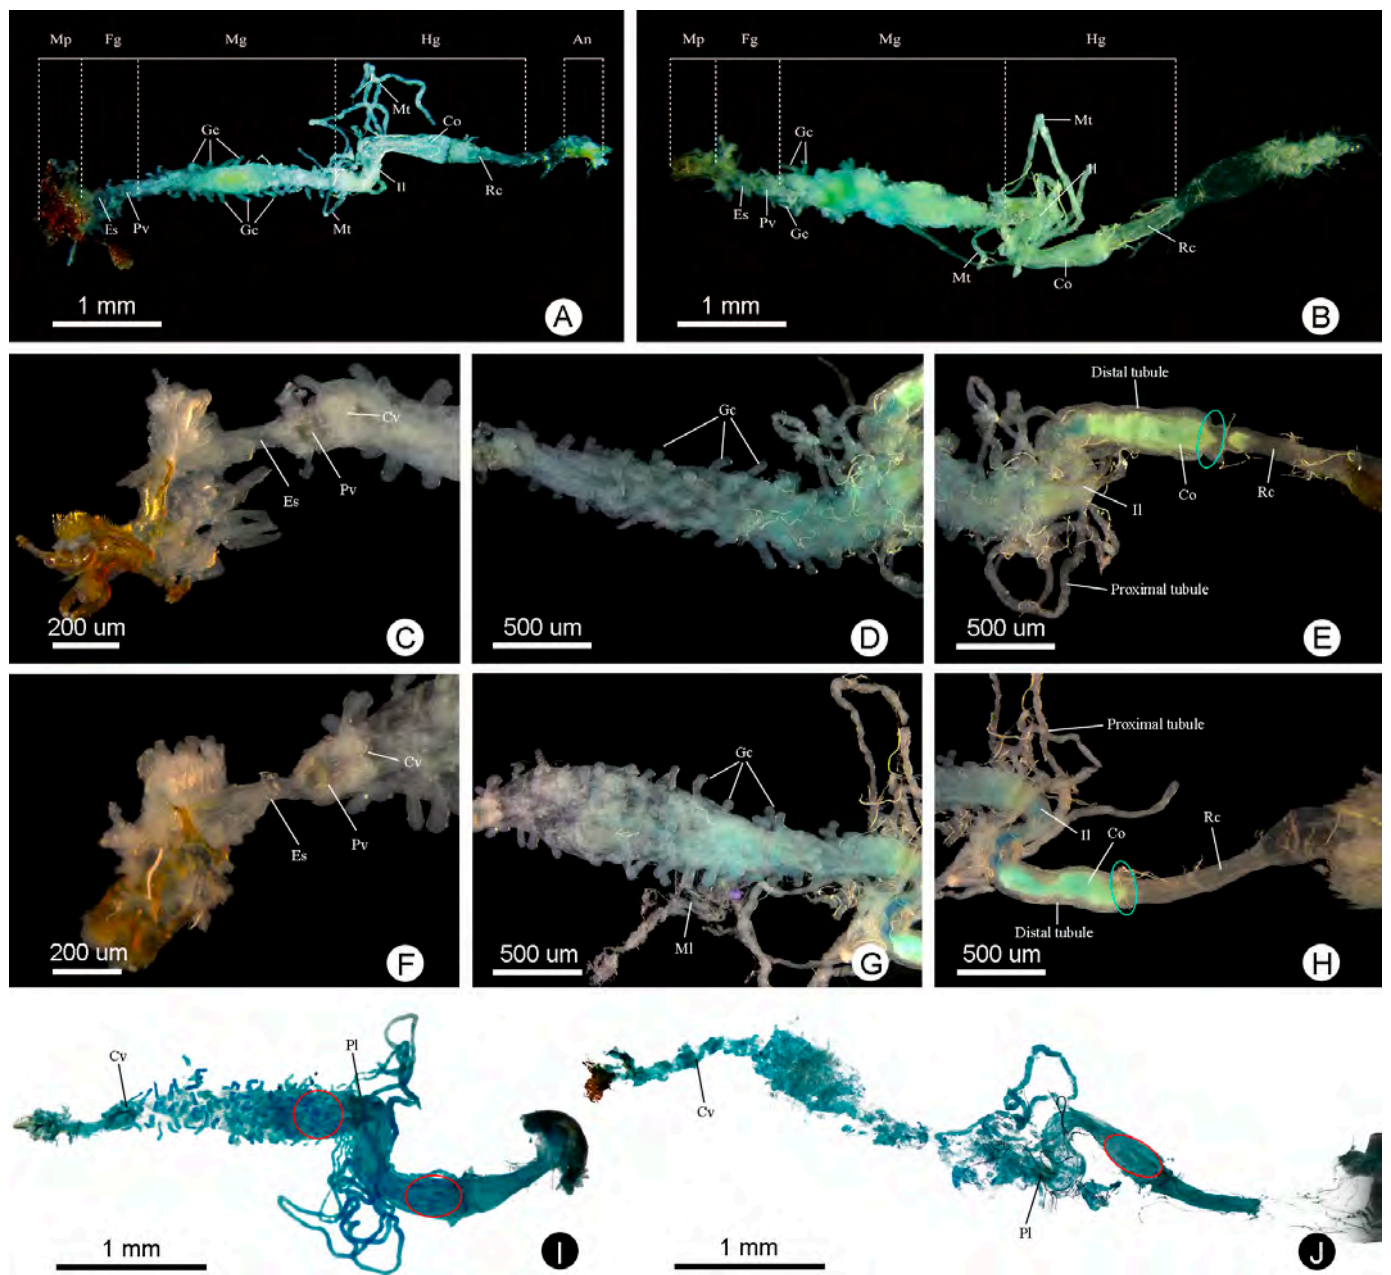 Mp Fg Mg Hg An
Mt
Gc
Co
Il
Rc
Es Pv Gc Mt
1 mm
A
Mp Fg Mg Hg
Mt
Gc
Il
Es Pv
Gc
Rc
Mt
Co
1 mm
B
Cv
Es
Pv
200 um
C
Gc
500 um
D
Distal tubule
Co
Rc
Il
Proximal tubule
500 um
E
Cv
Es
Pv
200 um
F
Gc
Ml
500 um
G
Proximal tubule
Il
Co
Rc
Distal tubule
500 um
H
Cv
Pl
1 mm
I
Cv
Pl
1 mm
J